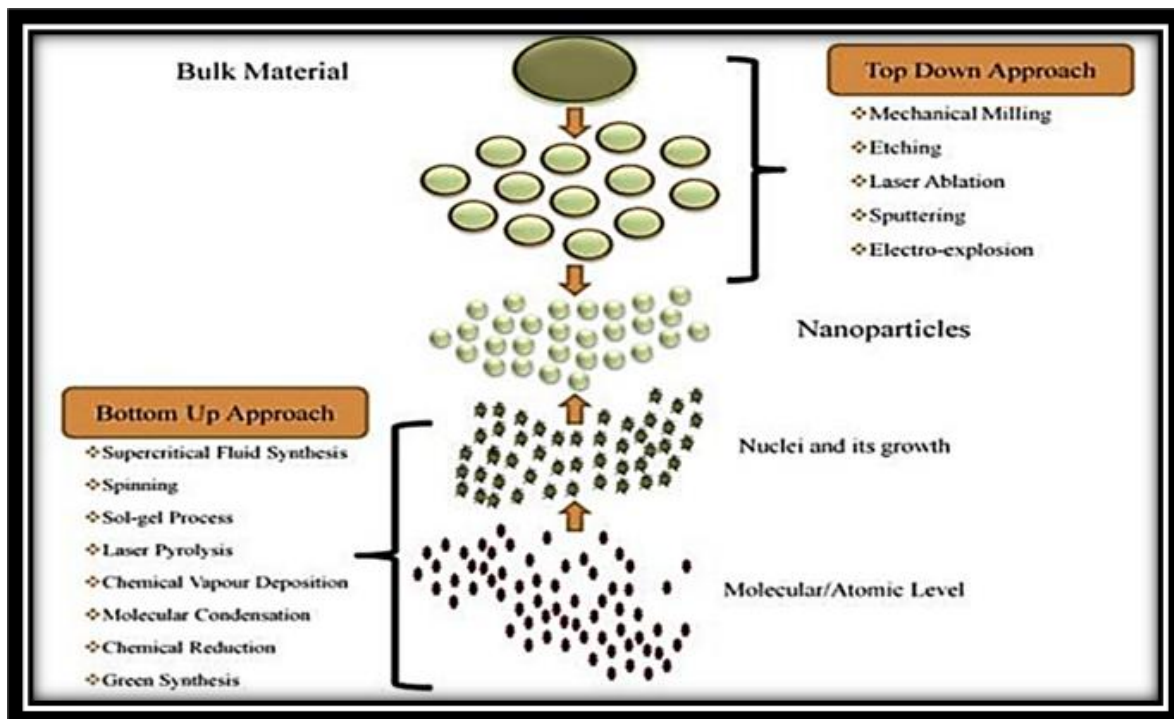 Bulk Material
Top Down Approach
❖Mechanical Milling
❖Etching
❖Laser Ablation
❖Sputtering
❖Electro-explosion
Nanoparticles
Bottom Up Approach
❖Supercritical Fluid Synthesis
❖Spinning
❖Sol-gel Process
❖Laser Pyrolysis
❖Chemical Vapour Deposition
❖Molecular Condensation
❖Chemical Reduction
❖Green Synthesis
Nuclei and its growth
Molecular/Atomic Level